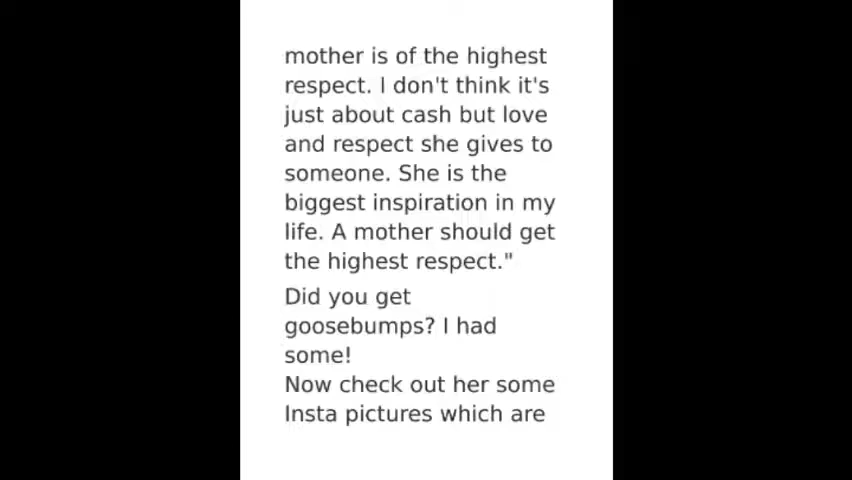 mother is of the highest
respect. I don't think it's
just about cash but love
and respect she gives to
someone. She is the
biggest inspiration in my
life. A mother should get
the highest respect."
Did you get
goosebumps? I had
some!
Now check out her some
Insta pictures which are